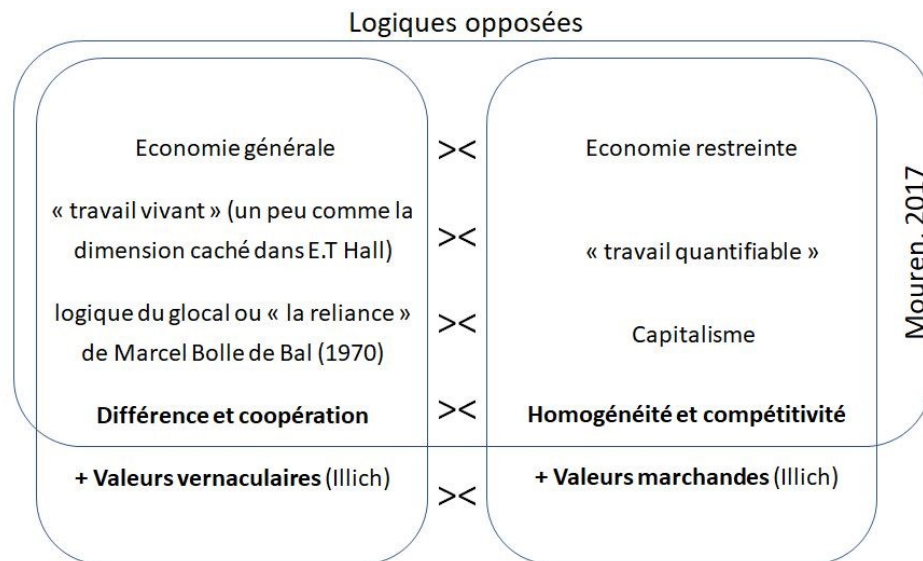 Logiques opposées
Economie générale
><
Economie restreinte
« travail vivant » (un peu comme la
dimension caché dans E.T Hall)
><
« travail quantifiable »
logique du glocal ou « la reliance »
de Marcel Bolle de Bal (1970)
><
Capitalisme
Différence et coopération
><
Homogénéité et compétitivité
+ Valeurs vernaculaires (Illich)
><
+ Valeurs marchandes (Illich)
Mouren, 2017